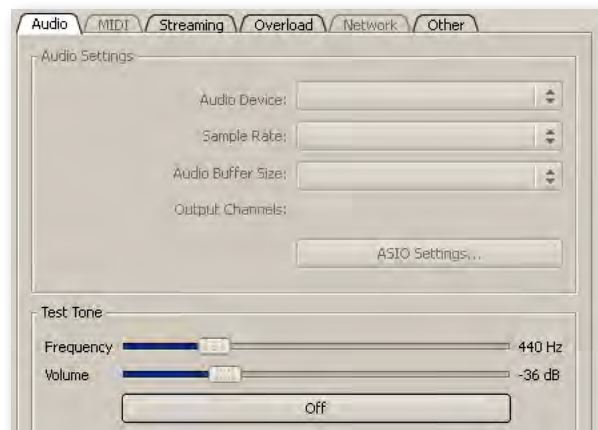 Audio MIDI Streaming Overload Network Other
Audio Settings
Audio Device:
Sample Rate:
Audio Buffer Size:
Output Channels:
ASIO Settings...
Test Tone
Frequency 440 Hz
Volume -36 dB
Off